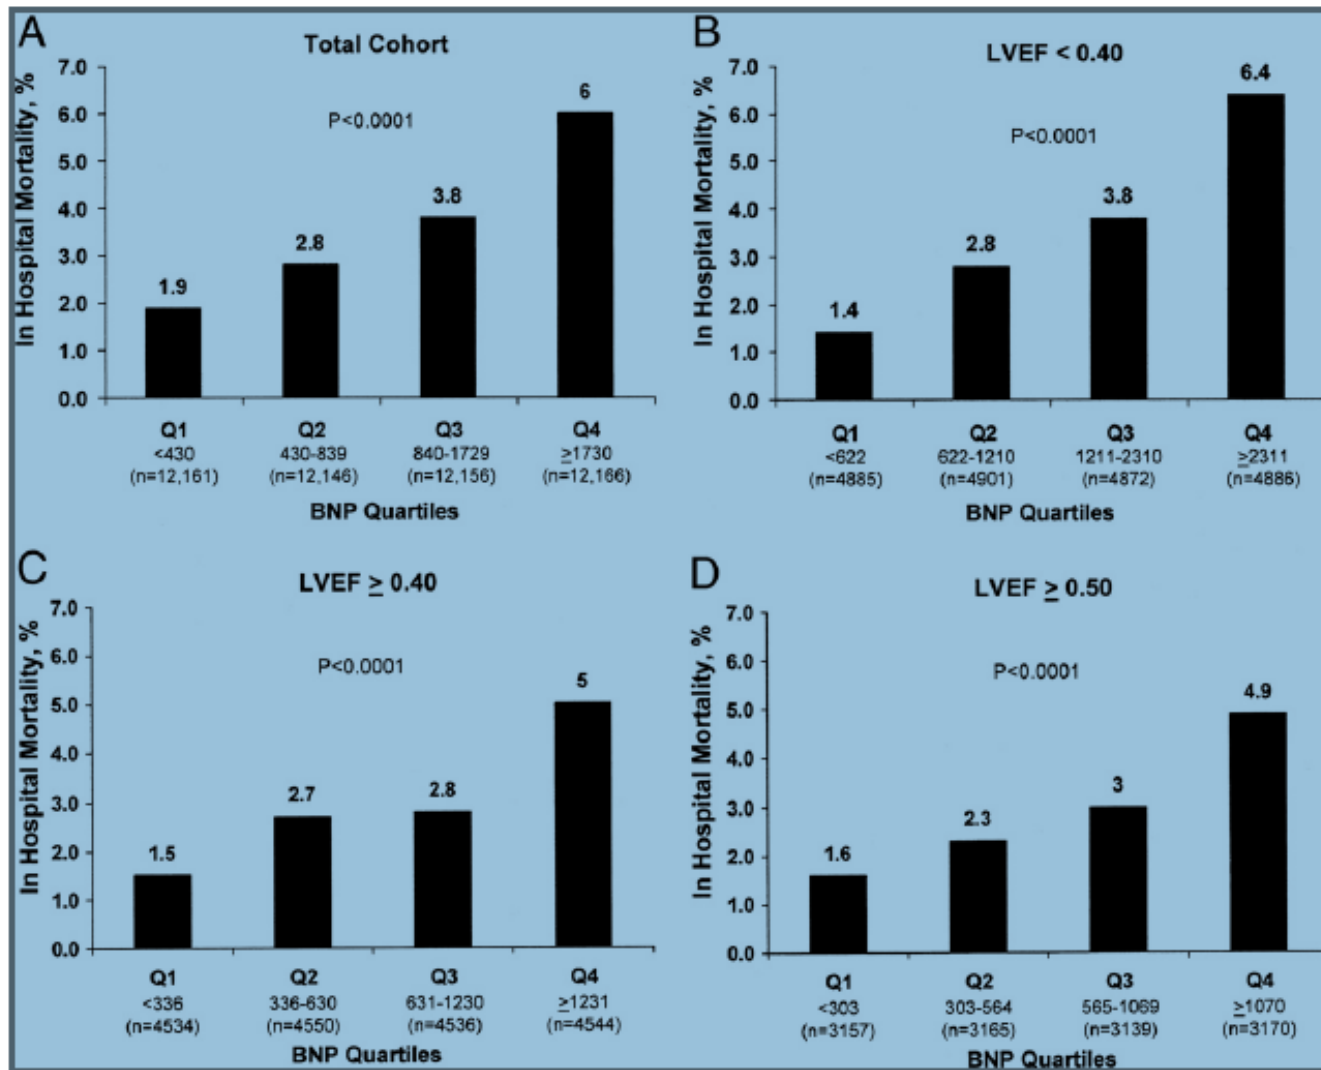 A
Total Cohort
In Hospital Mortality, %
7.0
6.0
5.0
4.0
3.0
2.0
1.0
0.0
P<0.0001
1.9
2.8
3.8
6
Q1 Q2 Q3 Q4
<430 430-839 840-1729 ≥1730
(n=12,161) (n=12,146) (n=12,156) (n=12,166)
BNP Quartiles
B
LVEF < 0.40
In Hospital Mortality, %
7.0
6.0
5.0
4.0
3.0
2.0
1.0
0.0
P<0.0001
1.4
2.8
3.8
6.4
Q1 Q2 Q3 Q4
<622 622-1210 1211-2310 ≥2311
(n=4885) (n=4901) (n=4872) (n=4886)
BNP Quartiles
C
LVEF ≥ 0.40
In Hospital Mortality, %
7.0
6.0
5.0
4.0
3.0
2.0
1.0
0.0
P<0.0001
1.5
2.7
2.8
5
Q1 Q2 Q3 Q4
<336 336-630 631-1230 ≥1231
(n=4534) (n=4550) (n=4536) (n=4544)
BNP Quartiles
D
LVEF ≥ 0.50
In Hospital Mortality, %
7.0
6.0
5.0
4.0
3.0
2.0
1.0
0.0
P<0.0001
1.6
2.3
3
4.9
Q1 Q2 Q3 Q4
<303 303-564 565-1069 ≥1070
(n=3157) (n=3165) (n=3139) (n=3170)
BNP Quartiles